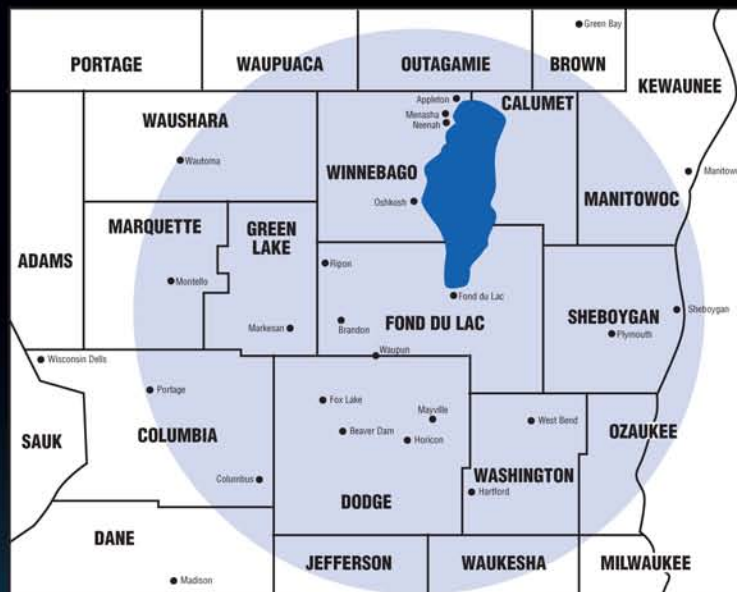 Green Bay
PORTAGE
WAUPUACA
OUTAGAMIE
BROWN
KEWAUNEE
Appleton
CALUMET
Menasha
Neenah
WAUSHARA
Wautoma
WINNEBAGO
Manitowo
MANITOWOC
Oshkosh
MARQUETTE
GREEN
LAKE
ADAMS
Ripon
Montello
Fond du Lac
Sheboygan
SHEBOYGAN
FOND DU LAC
Brandon
Markesan
Plymouth
Waupun
Wisconsin Dells
Portage
Fox Lake
Mayville
West Bend
OZAUKEE
SAUK
COLUMBIA
Beaver Dam
Horicon
WASHINGTON
Columbus
Hartford
DODGE
DANE
JEFFERSON
WAUKESHA
MILWAUKEE
Madison